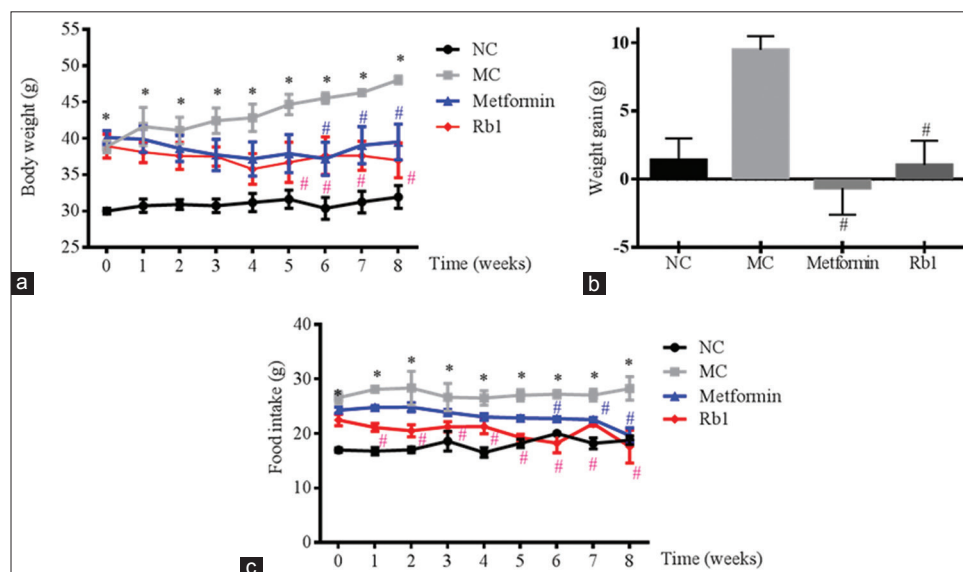 55
50
45
40
35
30
25
Body weight (g)
* * * * * * * * *
# # #
# # # #
NC
MC
Metformin
Rb1
0 1 2 3 4 5 6 7 8 Time (weeks)
a
10
5
0
-5
Weight gain (g)
#
#
NC MC Metformin Rb1
b
40
30
20
10
0
Food intake (g)
* * * * * * * * *
# # #
# # # # # # # #
NC
MC
Metformin
Rb1
0 1 2 3 4 5 6 7 8 Time (weeks)
c